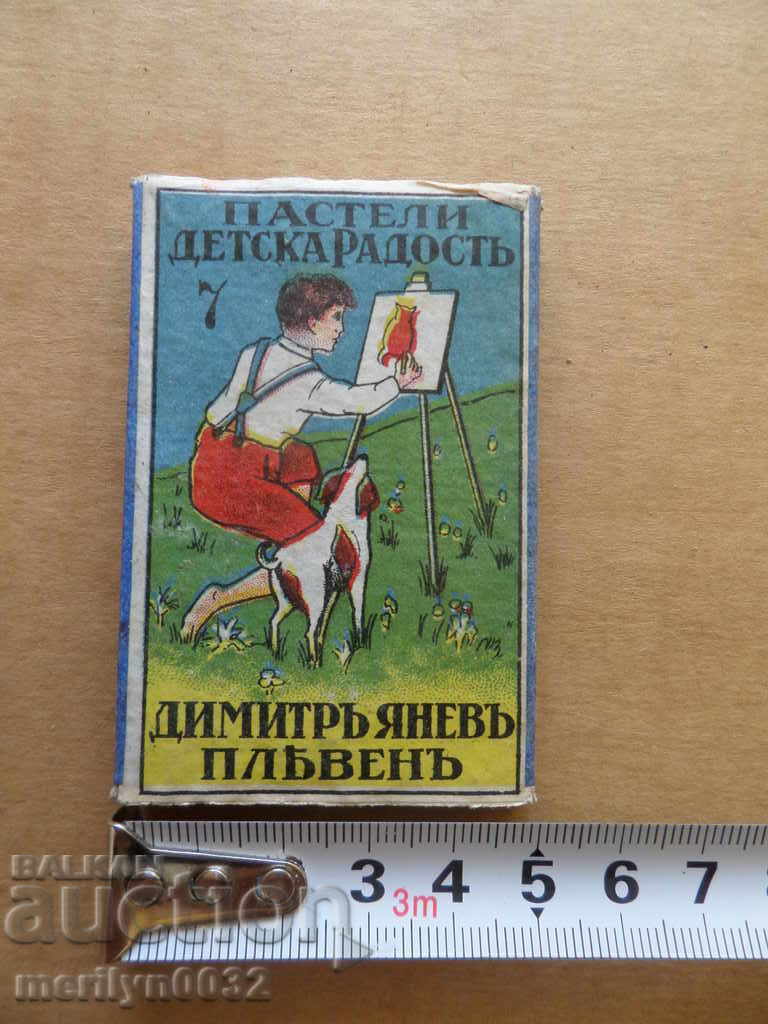 ПАСТЕЛИ
ДЕТСКА РАДОСТЬ
7
ДИМИТРЪ ЯНЕВЪ
ПЛѢВЕНЪ
3 4 5 6 7
3m
BALKAN
auction
merilyn0032